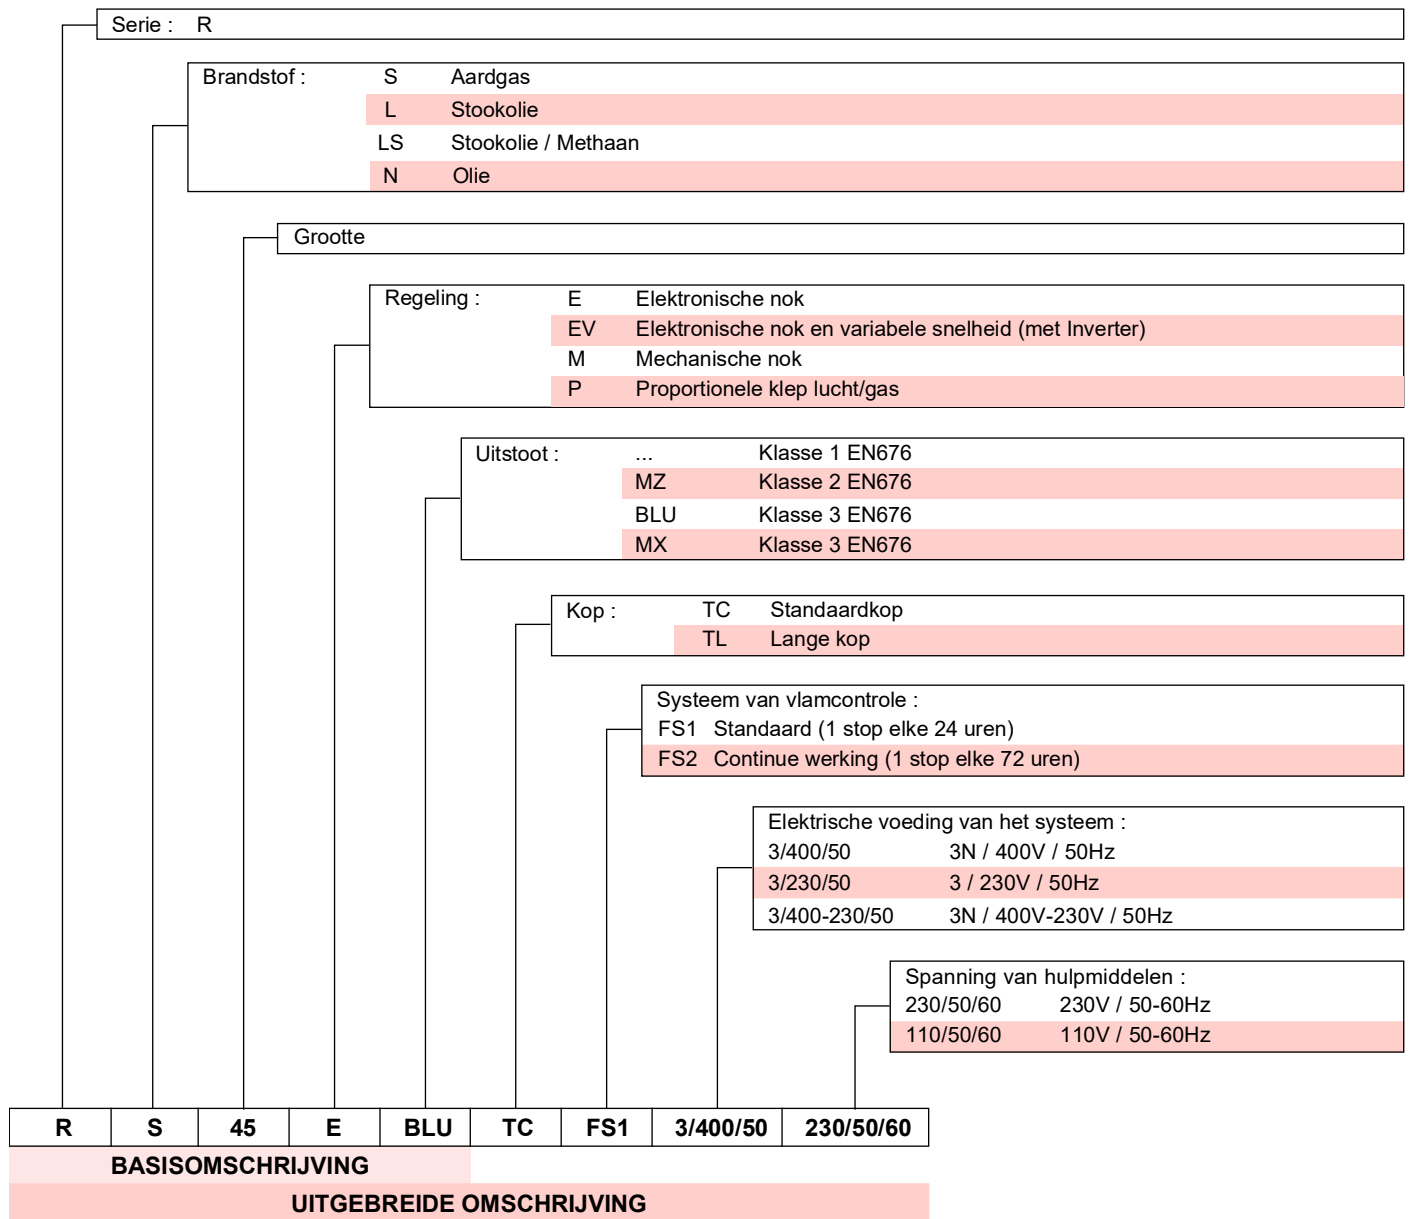 Serie : R
Brandstof : S Aardgas
L Stookolie
LS Stookolie / Methaan
N Olie
Grootte
Regeling : E Elektronische nok
EV Elektronische nok en variabele snelheid (met Inverter)
M Mechanische nok
P Proportionele klep lucht/gas
Uitstoot : ... Klasse 1 EN676
MZ Klasse 2 EN676
BLU Klasse 3 EN676
MX Klasse 3 EN676
Kop : TC Standaardkop
TL Lange kop
Systeem van vlamcontrole :
FS1 Standaard (1 stop elke 24 uren)
FS2 Continue werking (1 stop elke 72 uren)
Elektrische voeding van het systeem :
3/400/50 3N / 400V / 50Hz
3/230/50 3 / 230V / 50Hz
3/400-230/50 3N / 400V-230V / 50Hz
Spanning van hulpmiddelen :
230/50/60 230V / 50-60Hz
110/50/60 110V / 50-60Hz
R S 45 E BLU TC FS1 3/400/50 230/50/60
BASISOMSCHRIJVING
UITGEBREIDE OMSCHRIJVING